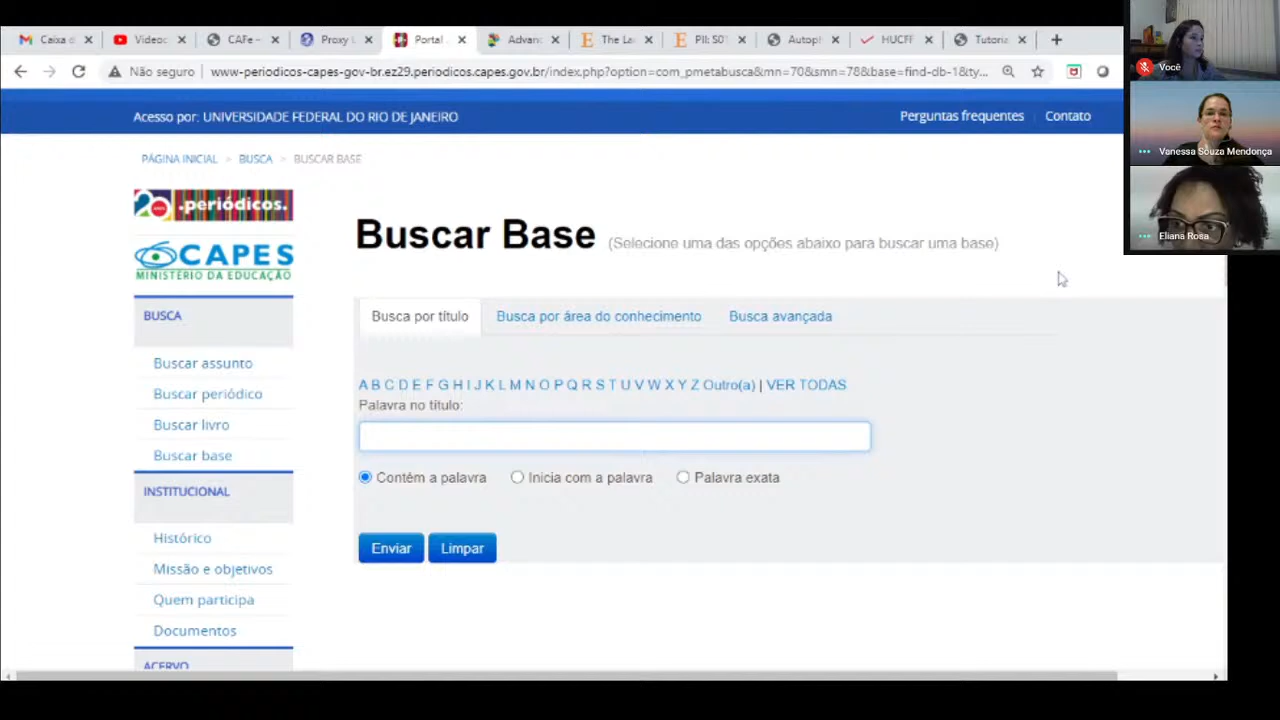 Caixa d
Videoc
CAFe –
Proxy L
Portal
Advanc
The La
PII: S01
Autoph
HUCFF
Tutoria
Não seguro | www-periodicos-capes-gov-br.ez29.periodicos.capes.gov.br/index.php?option=com_pmetabusca&mn=70&smn=78&base=find-db-1&ty...
Você
Vanessa Souza Mendonça
Eliana Rosa
Acesso por: UNIVERSIDADE FEDERAL DO RIO DE JANEIRO
Perguntas frequentes
Contato
PÁGINA INICIAL > BUSCA > BUSCAR BASE
20 .periódicos.
CAPES
MINISTÉRIO DA EDUCAÇÃO
Buscar Base (Selecione uma das opções abaixo para buscar uma base)
BUSCA
Buscar assunto
Buscar periódico
Buscar livro
Buscar base
INSTITUCIONAL
Histórico
Missão e objetivos
Quem participa
Documentos
ACERVO
Busca por título
Busca por área do conhecimento
Busca avançada
A B C D E F G H I J K L M N O P Q R S T U V W X Y Z Outro(a) | VER TODAS
Palavra no título:
Contém a palavra
Inicia com a palavra
Palavra exata
Enviar
Limpar